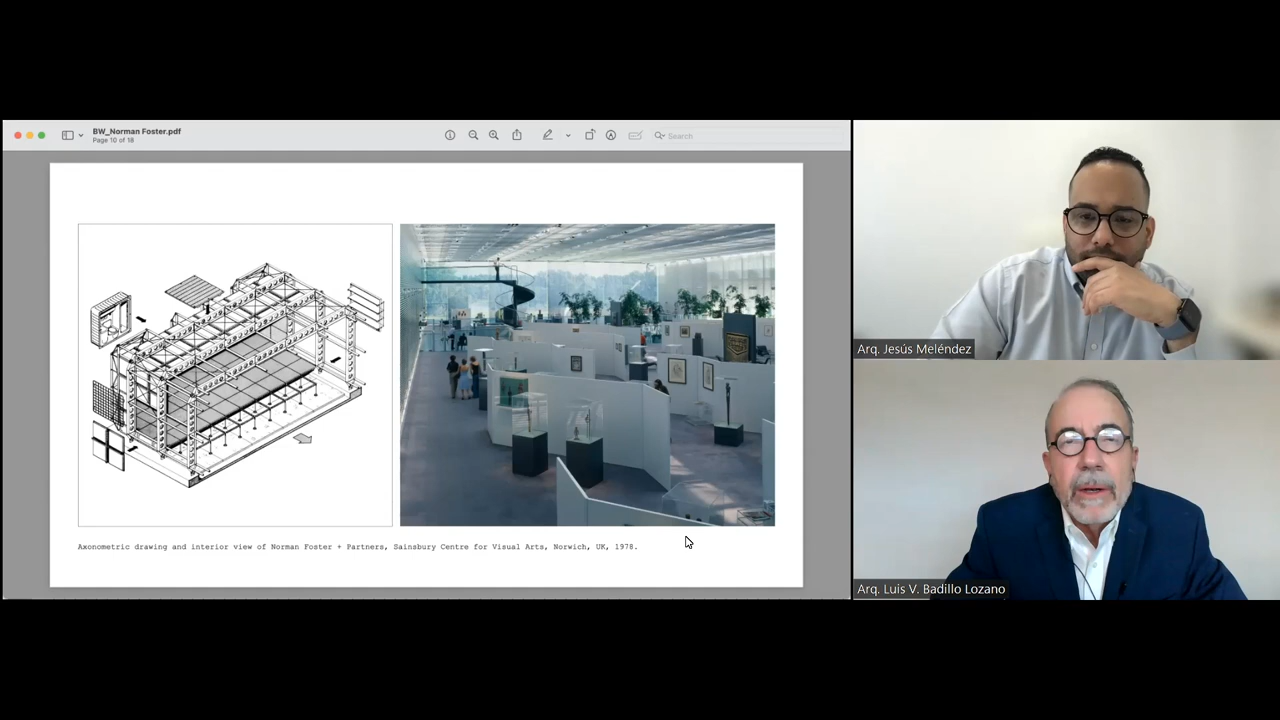 BW_Norman Foster.pdf
Page 10 of 18
Search
Axonometric drawing and interior view of Norman Foster + Partners, Sainsbury Centre for Visual Arts, Norwich, UK, 1978.
Arq. Jesús Meléndez
Arq. Luis V. Badillo Lozano